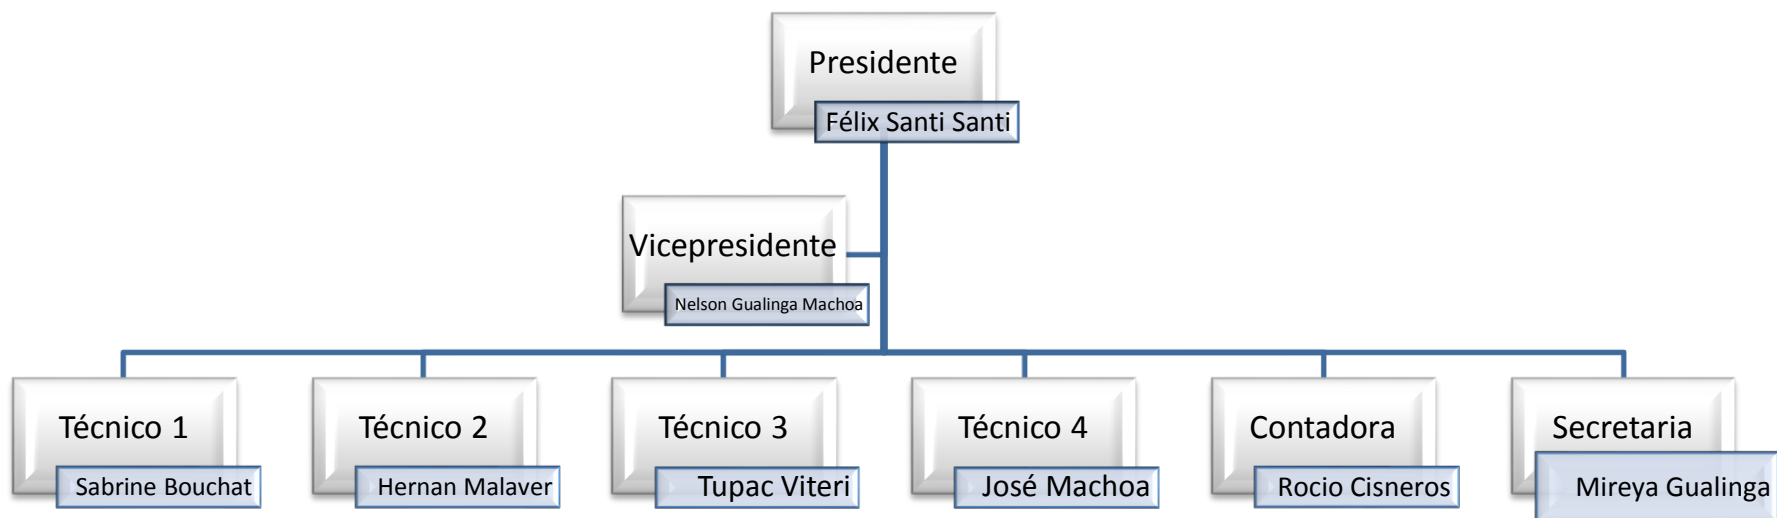 Presidente
Félix Santi Santi
Vicepresidente
Nelson Gualinga Machoa
Técnico 1
Sabrine Bouchat
Técnico 2
Hernan Malaver
Técnico 3
Tupac Viteri
Técnico 4
José Machoa
Contadora
Rocio Cisneros
Secretaria
Mireya Gualinga